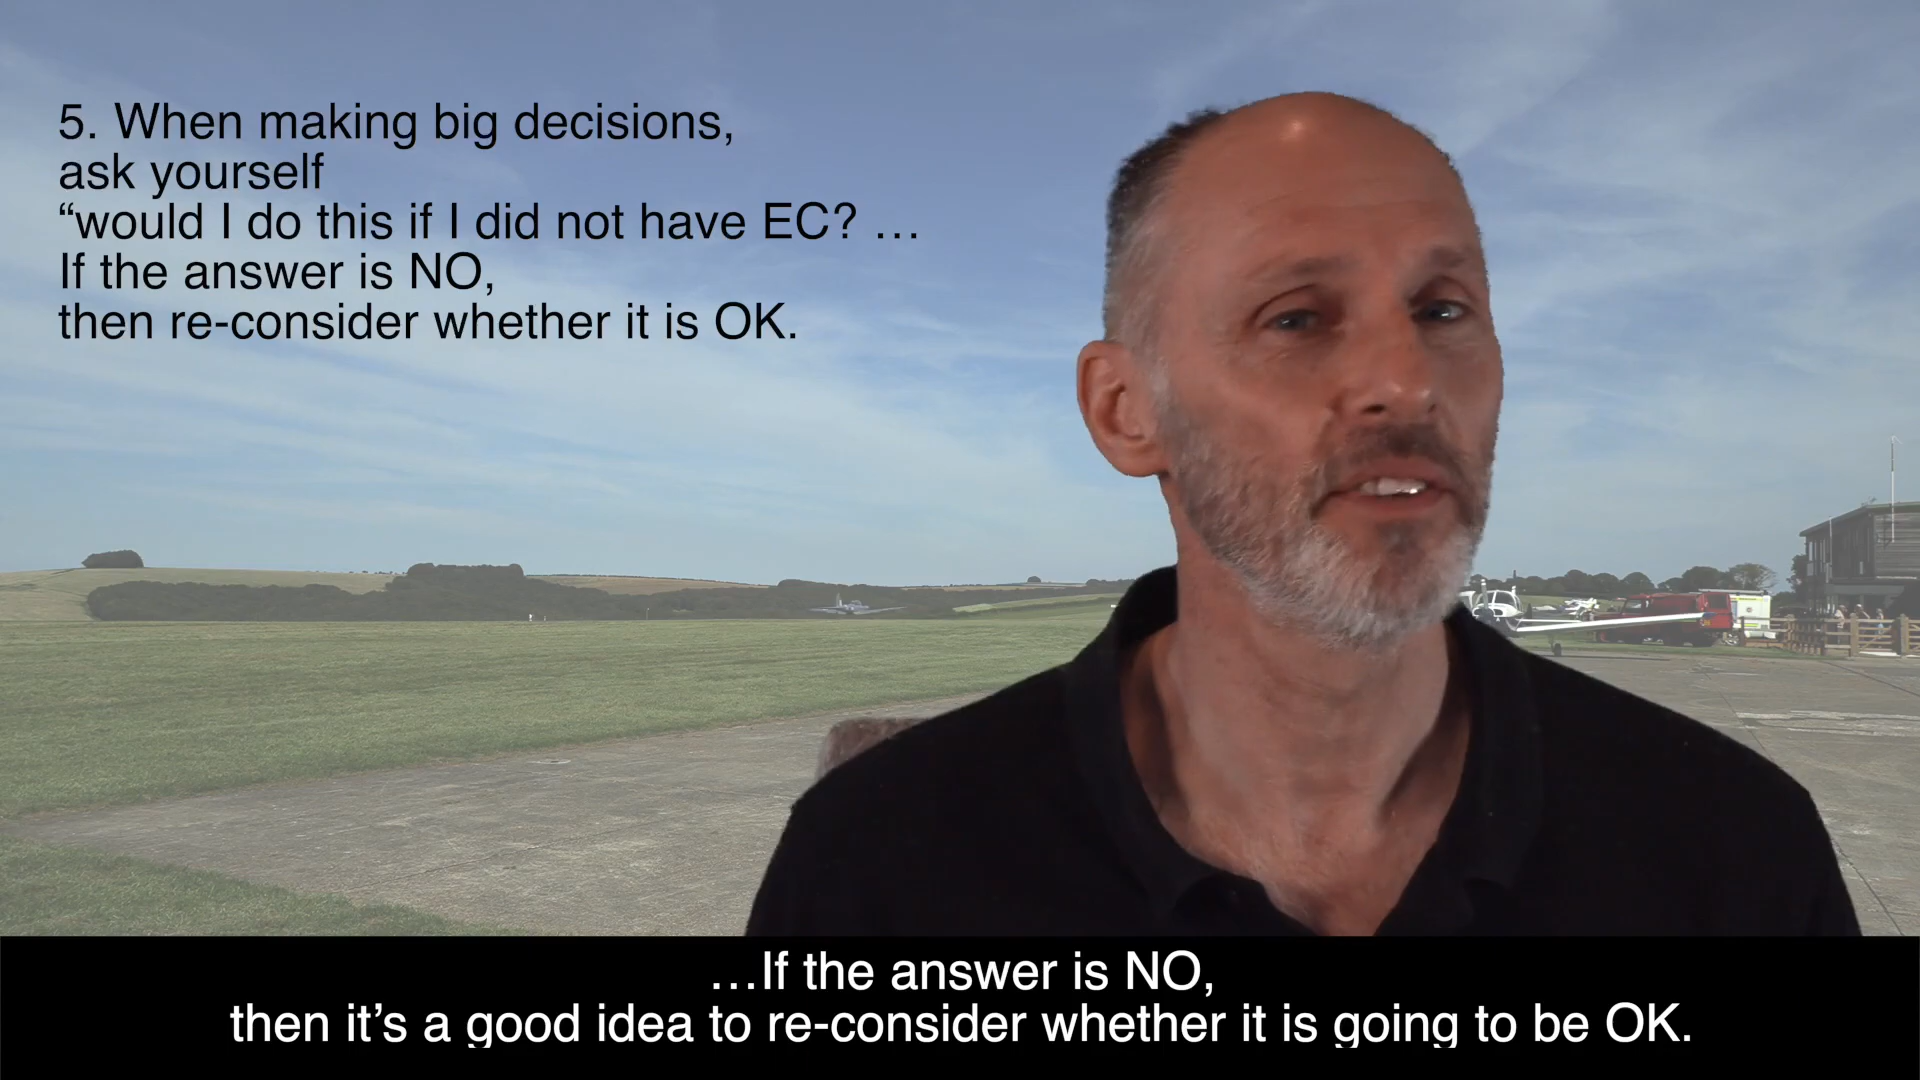 5. When making big decisions,
ask yourself
“would I do this if I did not have EC? …
If the answer is NO,
then re-consider whether it is OK.
…If the answer is NO,
then it’s a good idea to re-consider whether it is going to be OK.